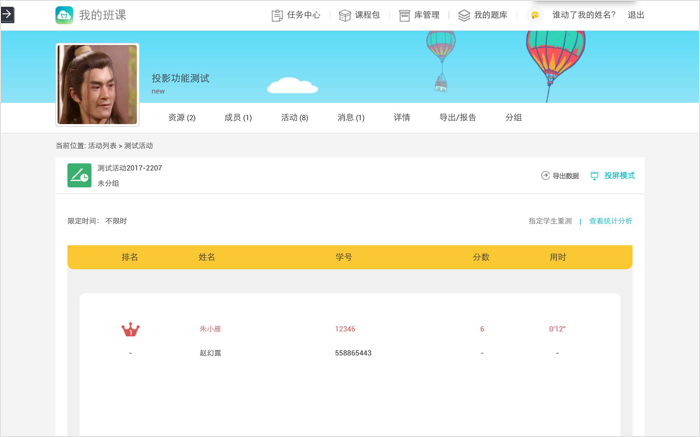 我的班课
任务中心 课程包 库管理 我的题库 谁动了我的姓名? 退出
投影功能测试
new
资源 (2) 成员 (1) 活动 (8) 消息 (1) 详情 导出/报告 分组
当前位置: 活动列表 > 测试活动
测试活动2017-2207
未分组
导出数据 投屏模式
限定时间: 不限时
指定学生重测 | 查看统计分析
排名 姓名 学号 分数 用时
1 朱小雁 12346 6 0'12"
- 赵幻露 558865443 - -